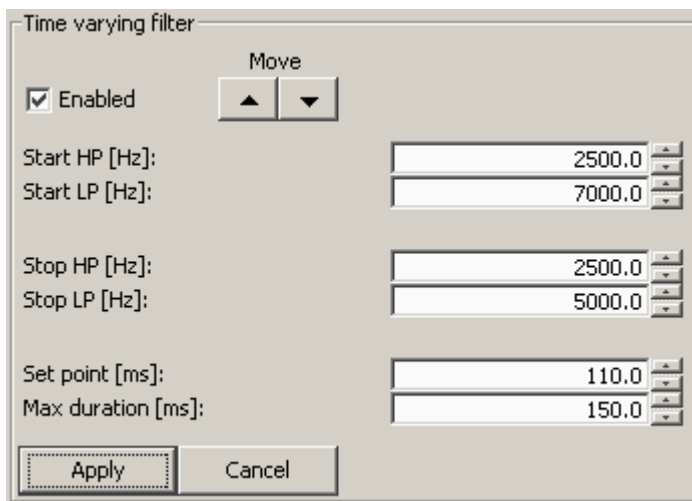 Time varying filter
Move
Enabled
Start HP [Hz]: 2500.0
Start LP [Hz]: 7000.0
Stop HP [Hz]: 2500.0
Stop LP [Hz]: 5000.0
Set point [ms]: 110.0
Max duration [ms]: 150.0
Apply Cancel